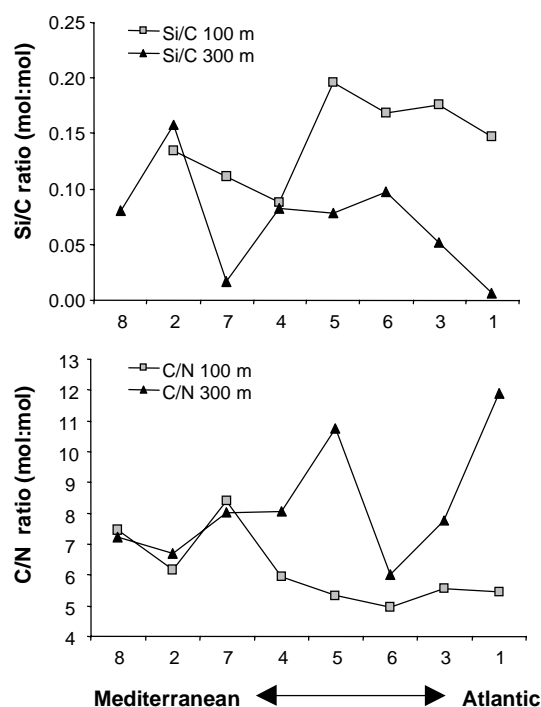 Si/C 100 m
Si/C 300 m
Si/C ratio (mol:mol)
0.25
0.20
0.15
0.10
0.05
0.00
8 2 7 4 5 6 3 1
C/N 100 m
C/N 300 m
C/N ratio (mol:mol)
13
12
11
10
9
8
7
6
5
4
8 2 7 4 5 6 3 1
Mediterranean Atlantic